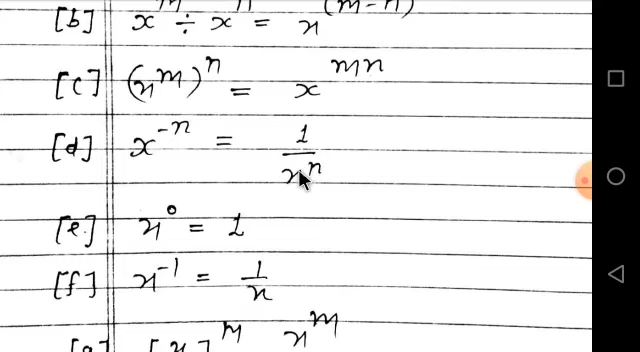 [b] x^m ÷ x^n = x^(m-n)
[c] (x^m)^n = x^mn
[d] x^-n = 1/x^n
[e] x^0 = 1
[f] x^-1 = 1/x
[g] [x]^m x^m